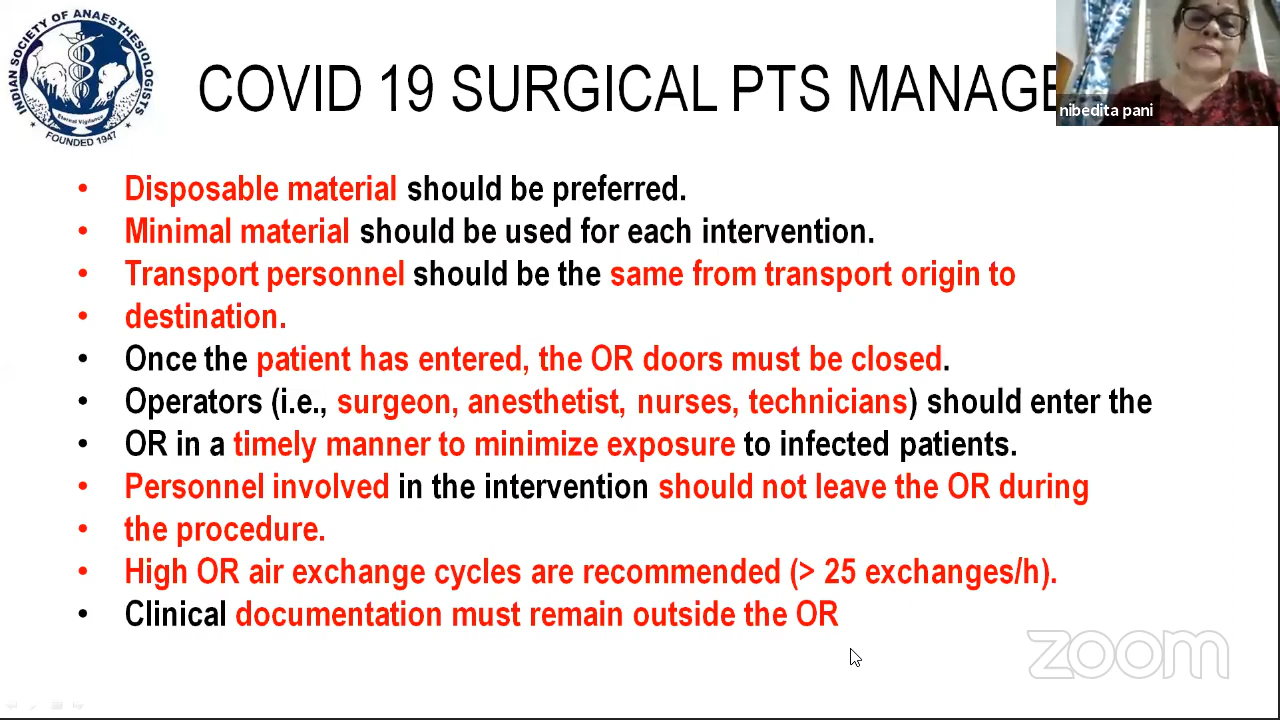 INDIAN SOCIETY OF ANAESTHESIOLOGISTS
Eternal Vigilance
FOUNDED 1947
COVID 19 SURGICAL PTS MANAGE
nibedita pani
• Disposable material should be preferred.
• Minimal material should be used for each intervention.
• Transport personnel should be the same from transport origin to
• destination.
• Once the patient has entered, the OR doors must be closed.
• Operators (i.e., surgeon, anesthetist, nurses, technicians) should enter the
• OR in a timely manner to minimize exposure to infected patients.
• Personnel involved in the intervention should not leave the OR during
• the procedure.
• High OR air exchange cycles are recommended (> 25 exchanges/h).
• Clinical documentation must remain outside the OR
zoom